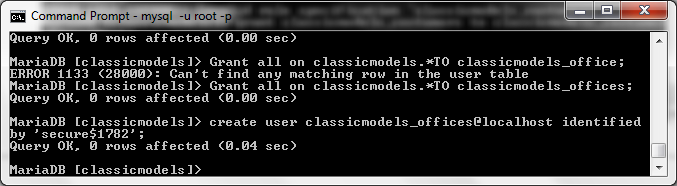 Command Prompt - mysql -u root -p
Query OK, 0 rows affected (0.00 sec)
MariaDB [classicmodels]> Grant all on classicmodels.*TO classicmodels_office;
ERROR 1133 (28000): Can't find any matching row in the user table
MariaDB [classicmodels]> Grant all on classicmodels.*TO classicmodels_offices;
Query OK, 0 rows affected (0.00 sec)
MariaDB [classicmodels]> create user classicmodels_offices@localhost identified
by 'secure$1782';
Query OK, 0 rows affected (0.04 sec)
MariaDB [classicmodels]>